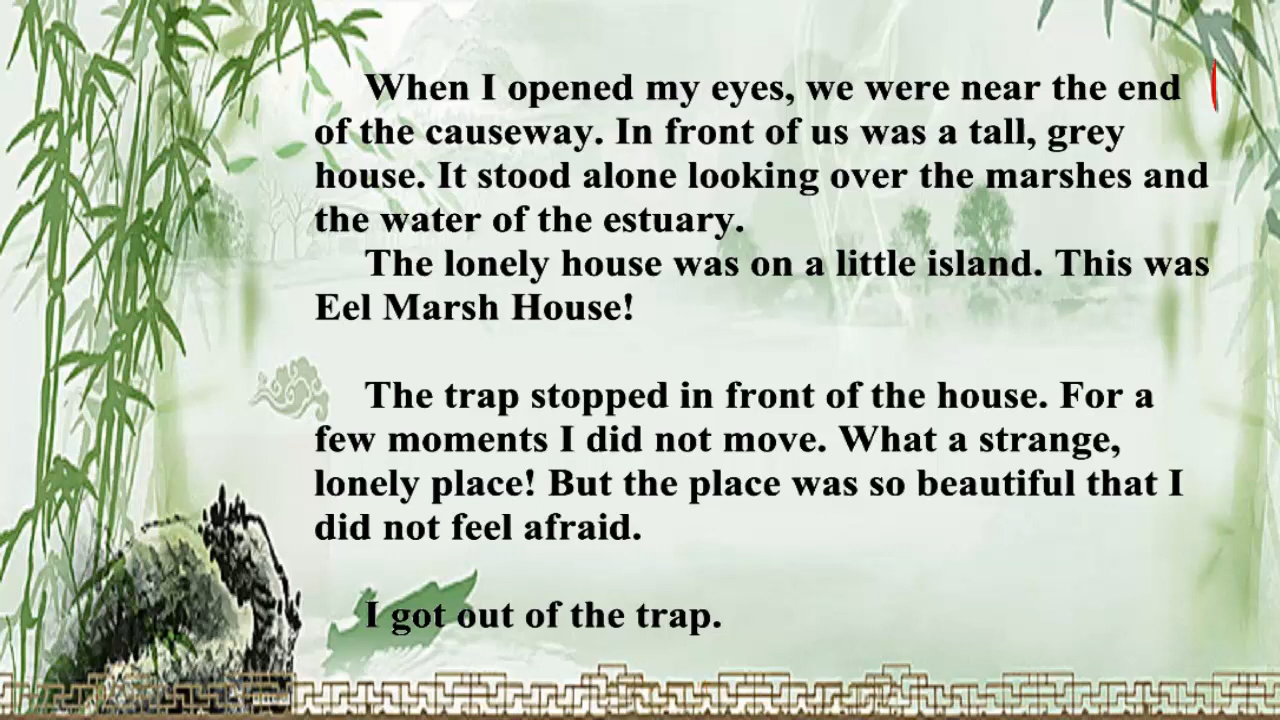 When I opened my eyes, we were near the end
of the causeway. In front of us was a tall, grey
house. It stood alone looking over the marshes and
the water of the estuary.
The lonely house was on a little island. This was
Eel Marsh House!
The trap stopped in front of the house. For a
few moments I did not move. What a strange,
lonely place! But the place was so beautiful that I
did not feel afraid.
I got out of the trap.